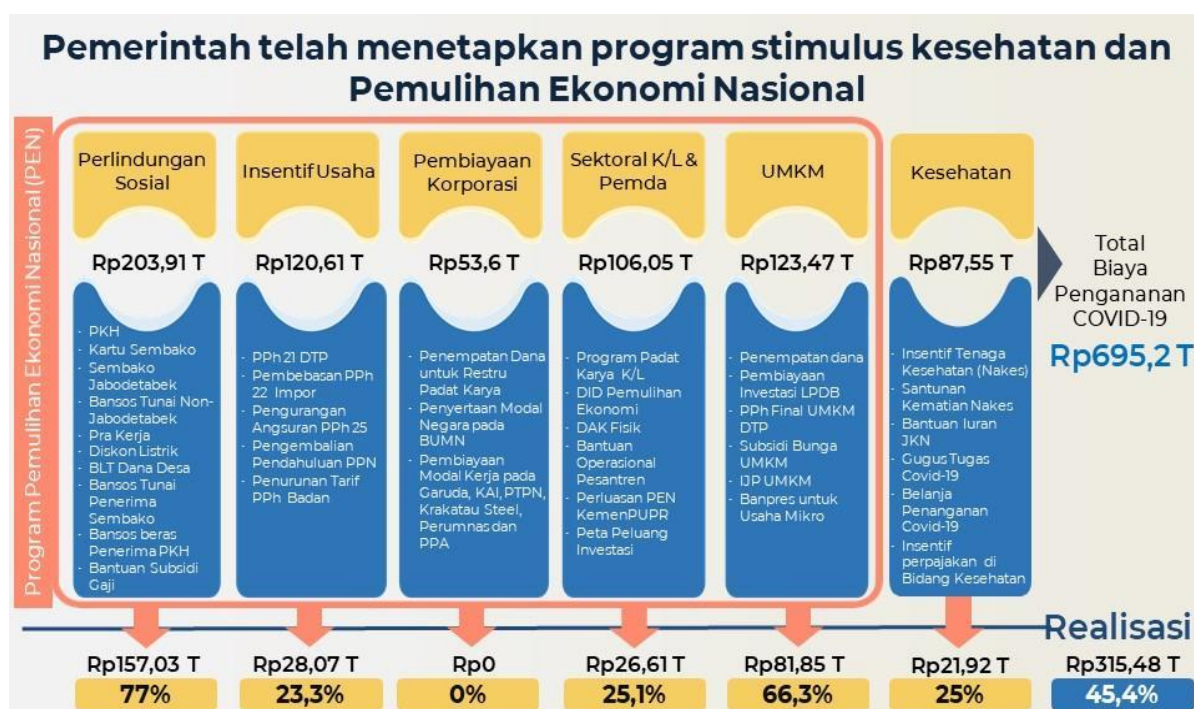 Pemerintah telah menetapkan program stimulus kesehatan dan
Pemulihan Ekonomi Nasional
Program Pemulihan Ekonomi Nasional (PEN)
Perlindungan
Sosial
Rp203,91 T
- PKH
- Kartu Sembako
- Sembako
Jabodetabek
- Bansos Tunai Non-
Jabodetabek
- Pra Kerja
- Diskon Listrik
- BLT Dana Desa
- Bansos Tunai
Penerima
Sembako
- Bansos beras
Penerima PKH
- Bantuan Subsidi
Gaji
Insentif Usaha
Rp120,61 T
- PPh 21 DTP
- Pembebasan PPh
22 Impor
- Pengurangan
Angsuran PPh 25
- Pengembalian
Pendahuluan PPN
- Penurunan Tarif
PPh Badan
Pembiayaan
Korporasi
Rp53,6 T
- Penempatan Dana
untuk Restru
Padat Karya
- Penyertaan Modal
Negara pada
BUMN
- Pembiayaan
Modal Kerja pada
Garuda, KAI, PTPN,
Krakatau Steel,
Perumnas dan
PPA
Sektoral K/L &
Pemda
Rp106,05 T
- Program Padat
Karya K/L
- DID Pemulihan
Ekonomi
- DAK Fisik
- Bantuan
Operasional
Pesantren
- Perluasan PEN
KemenPUPR
- Peta Peluang
Investasi
UMKM
Rp123,47 T
- Penempatan dana
- Pembiayaan
Investasi LPDB
- PPh Final UMKM
DTP
- Subsidi Bunga
UMKM
- IJP UMKM
- Banpres untuk
Usaha Mikro
Kesehatan
Rp87,55 T
- Insentif Tenaga
Kesehatan (Nakes)
- Santunan
Kematian Nakes
- Bantuan Iuran
JKN
- Gugus Tugas
Covid-19
- Belanja
Penanganan
Covid-19
- Insentif
perpajakan di
Bidang Kesehatan
Total
Biaya
Pengananan
COVID-19
Rp695,2 T
Realisasi
Rp157,03 T
77%
Rp28,07 T
23,3%
Rp0
0%
Rp26,61 T
25,1%
Rp81,85 T
66,3%
Rp21,92 T
25%
Rp315,48 T
45,4%